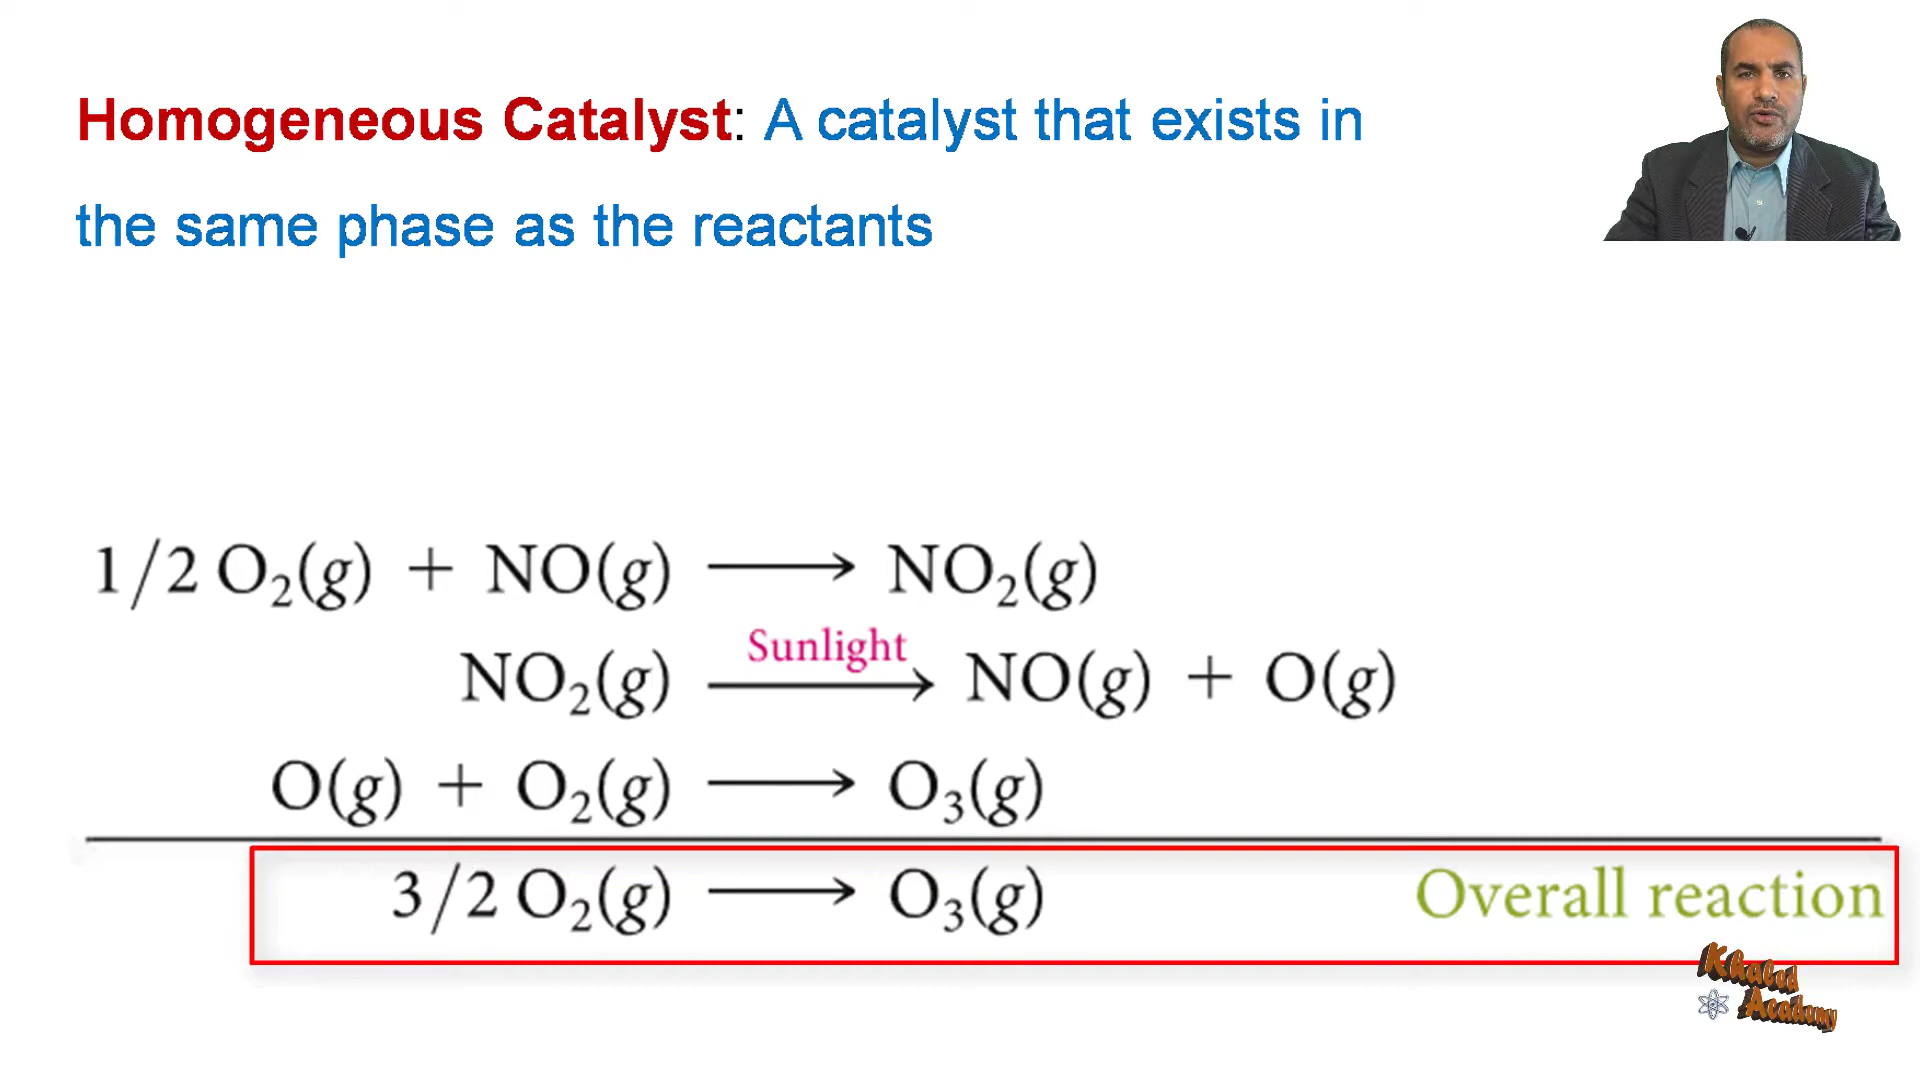 Homogeneous Catalyst: A catalyst that exists in
the same phase as the reactants
1/2 O₂(g) + NO(g) ⟶ NO₂(g)
Sunlight
NO₂(g) ⟶ NO(g) + O(g)
O(g) + O₂(g) ⟶ O₃(g)
3/2 O₂(g) ⟶ O₃(g) Overall reaction
Khaled
Academy